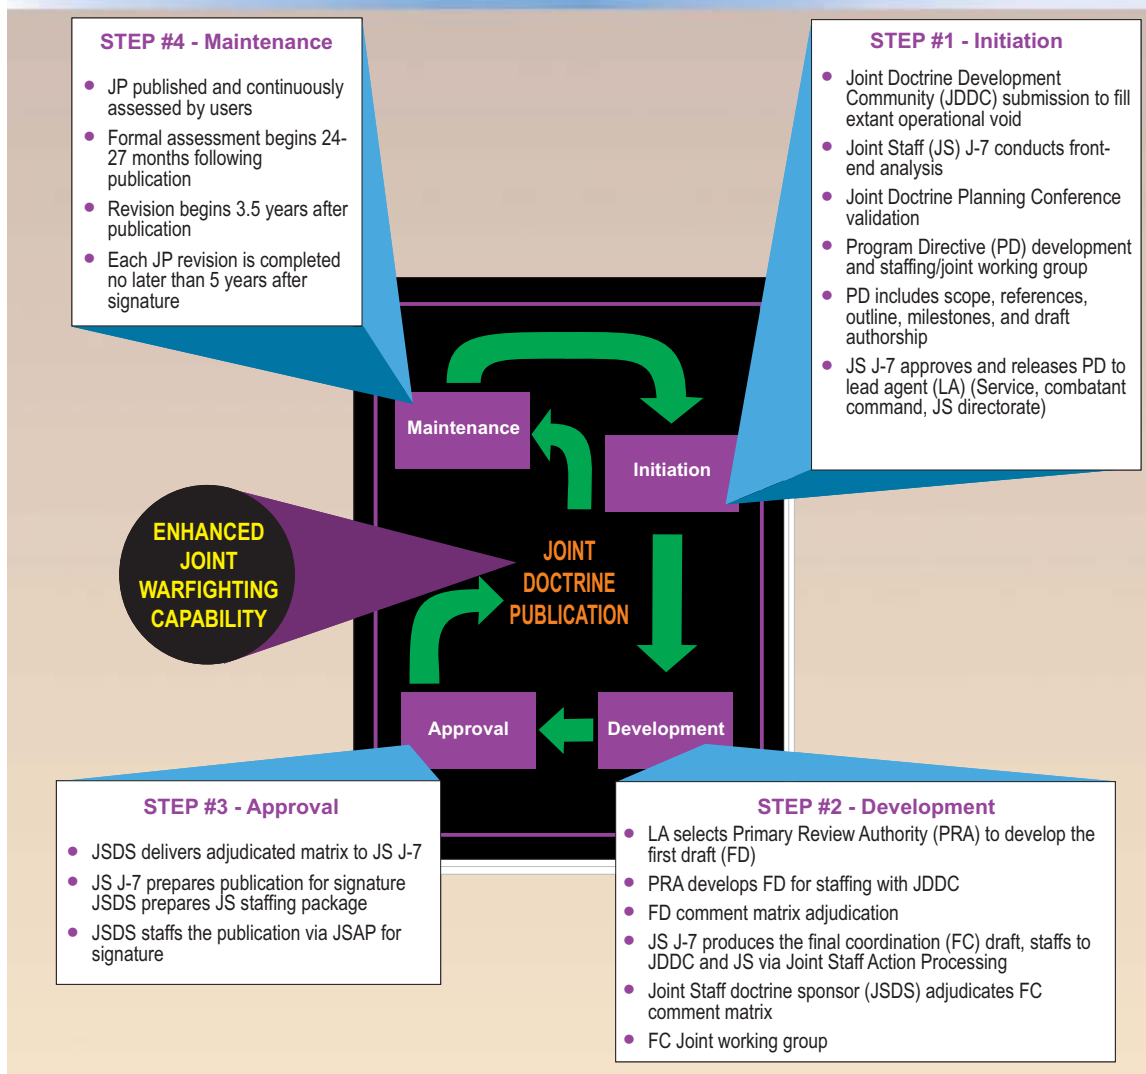 STEP #4 - Maintenance
• JP published and continuously
assessed by users
• Formal assessment begins 24-
27 months following
publication
• Revision begins 3.5 years after
publication
• Each JP revision is completed
no later than 5 years after
signature
STEP #1 - Initiation
• Joint Doctrine Development
Community (JDDC) submission to fill
extant operational void
• Joint Staff (JS) J-7 conducts front-
end analysis
• Joint Doctrine Planning Conference
validation
• Program Directive (PD) development
and staffing/joint working group
• PD includes scope, references,
outline, milestones, and draft
authorship
• JS J-7 approves and releases PD to
lead agent (LA) (Service, combatant
command, JS directorate)
Maintenance
Initiation
ENHANCED
JOINT
WARFIGHTING
CAPABILITY
JOINT
DOCTRINE
PUBLICATION
Approval
Development
STEP #3 - Approval
• JSDS delivers adjudicated matrix to JS J-7
• JS J-7 prepares publication for signature
JSDS prepares JS staffing package
• JSDS staffs the publication via JSAP for
signature
STEP #2 - Development
• LA selects Primary Review Authority (PRA) to develop the
first draft (FD)
• PRA develops FD for staffing with JDDC
• FD comment matrix adjudication
• JS J-7 produces the final coordination (FC) draft, staffs to
JDDC and JS via Joint Staff Action Processing
• Joint Staff doctrine sponsor (JSDS) adjudicates FC
comment matrix
• FC Joint working group